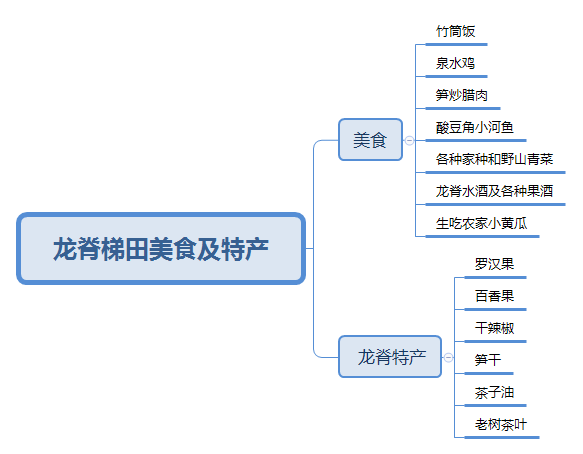 龙脊梯田美食及特产
美食
竹筒饭
泉水鸡
笋炒腊肉
酸豆角小河鱼
各种家种和野山青菜
龙脊水酒及各种果酒
生吃农家小黄瓜
龙脊特产
罗汉果
百香果
干辣椒
笋干
茶子油
老树茶叶